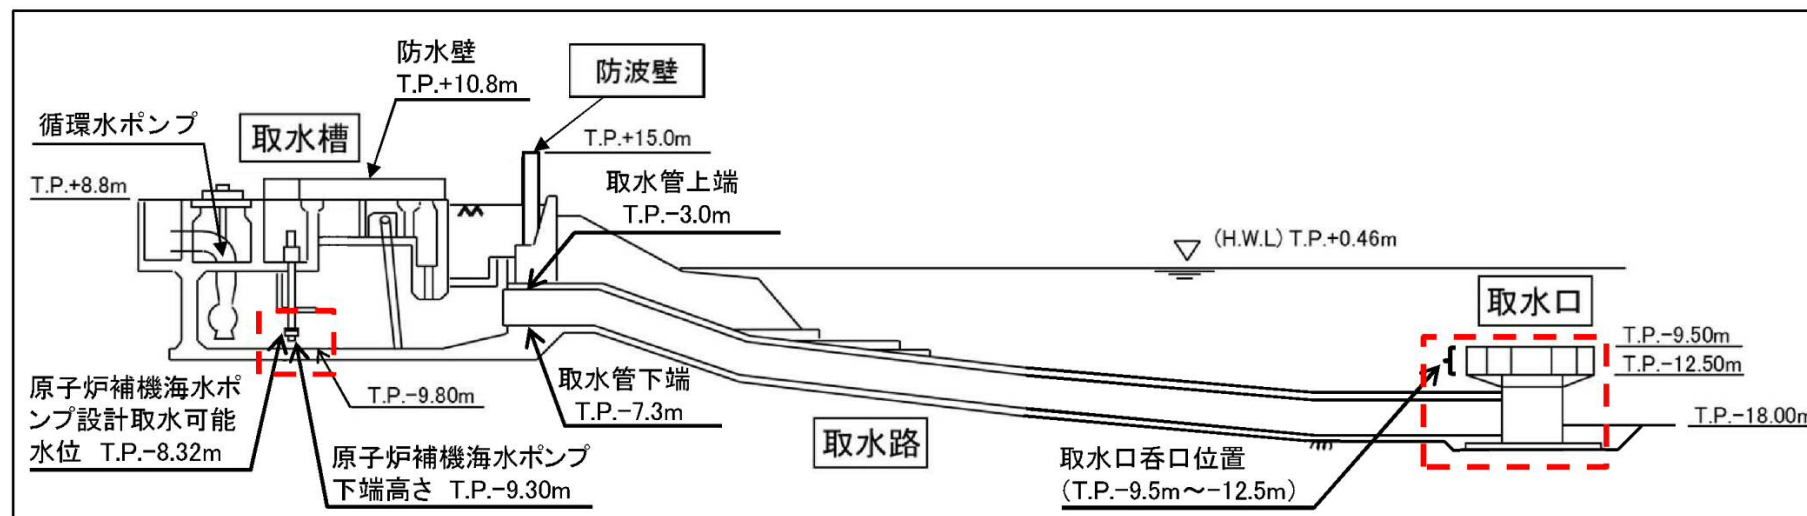 防水壁
T.P.+10.8m
防波壁
循環水ポンプ
取水槽
T.P.+15.0m
T.P.+8.8m
取水管上端
T.P.-3.0m
(H.W.L) T.P.+0.46m
取水口
T.P.-9.50m
T.P.-12.50m
原子炉補機海水ポ
ンプ設計取水可能
水位 T.P.-8.32m
T.P.-9.80m
取水管下端
T.P.-7.3m
T.P.-18.00m
取水路
原子炉補機海水ポンプ
下端高さ T.P.-9.30m
取水口呑口位置
(T.P.-9.5m~-12.5m)